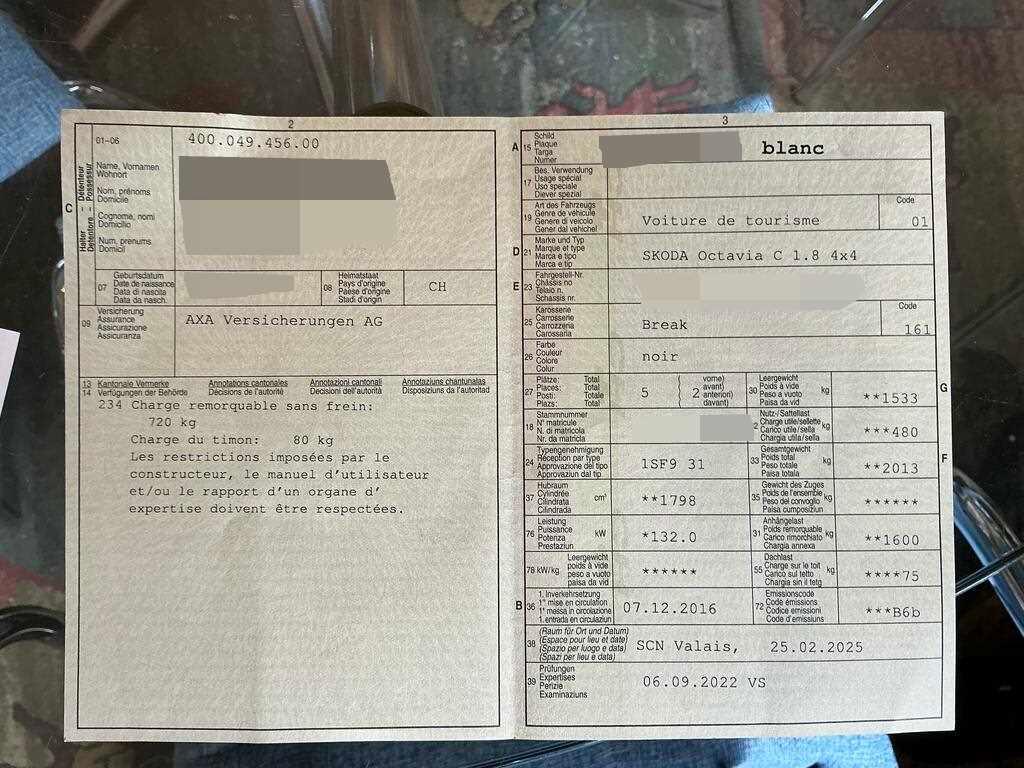 2
01-06
400.049.456.00
Détenteur
Possesseur
C
Halter
Detentore
Name, Vornamen
Wohnort
Nom, prénoms
Domicile
Cognome, nomi
Domicilio
Num, prenums
Domicil
07
Geburtsdatum
Date de naissance
Data di nascita
Data da nasch.
08
Heimatstaat
Pays d'origine
Paese d'origine
Stadi d'origin
CH
09
Versicherung
Assurance
Assicurazione
Assicuranza
AXA Versicherungen AG
13 Kantonale Vermerke Annotations cantonales Annotazioni cantonali Annotaziuns chantunalas
14 Verfügungen der Behörde Décisions de l'autorité Decisioni dell'autorità Disposiziuns da l'autoritad
234 Charge remorquable sans frein:
720 kg
Charge du timon: 80 kg
Les restrictions imposées par le
constructeur, le manuel d'utilisateur
et/ou le rapport d'un organe d'
expertise doivent être respectées.
3
A 15
Schild
Plaque
Targa
Numer
blanc
17
Bes. Verwendung
Usage spécial
Uso speciale
Diever spezial
19
Art des Fahrzeugs
Genre de véhicule
Genere di veicolo
Gener dal vehichel
Voiture de tourisme
Code
01
D 21
Marke und Typ
Marque et type
Marca e tipo
Marca e tip
SKODA Octavia C 1.8 4x4
E 23
Fahrgestell-Nr.
Châssis no
Telaio n.
Schassis nr.
25
Karosserie
Carrosserie
Carrozzeria
Carossaria
Break
Code
161
26
Farbe
Couleur
Colore
Colur
noir
27
Plätze: Total
Places: Total
Posti: Totale
Plazs: Total
5
( vorne)
( avant)
2 anteriori)
( davant)
30
Leergewicht
Poids à vide
Peso a vuoto
Paisa da vid
kg
**1533
G
18
Stammnummer
N° matricule
N. di matricola
Nr. da matricla
Nutz-/Sattellast
Charge utile/sellette
Carico utile/sella
Chargia utila/sella
kg
***480
24
Typengenehmigung
Réception par type
Approvazione del tipo
Approvaziun dal tip
1SF9 31
33
Gesamtgewicht
Poids total
Peso totale
Paisa totala
kg
**2013
F
37
Hubraum
Cylindrée
Cilindrata
Cilindrada
cm³
**1798
35
Gewicht des Zuges
Poids de l'ensemble
Peso del convoglio
Paisa cumposiziun
kg
******
76
Leistung
Puissance
Potenza
Prestaziun
kW
*132.0
31
Anhängelast
Poids remorquable
Carico rimorchiato
Chargia annexa
kg
**1600
78 kW/kg
Leergewicht
poids à vide
peso a vuoto
paisa da vid
******
55
Dachlast
Charge sur le toit
Carico sul tetto
Chargia sin il tetg
kg
****75
B 36
1. Inverkehrsetzung
1re mise en circulation
1a messa in circolazione
1. entrada en circulaziun
07.12.2016
72
Emissionscode
Code émissions
Codice emissioni
Code d'emissiuns
***B6b
38
(Raum für Ort und Datum)
(Espace pour lieu et date)
(Spazio per luogo e data)
(Spazi per lieu e data)
SCN Valais, 25.02.2025
39
Prüfungen
Expertises
Perizie
Examinaziuns
06.09.2022 VS